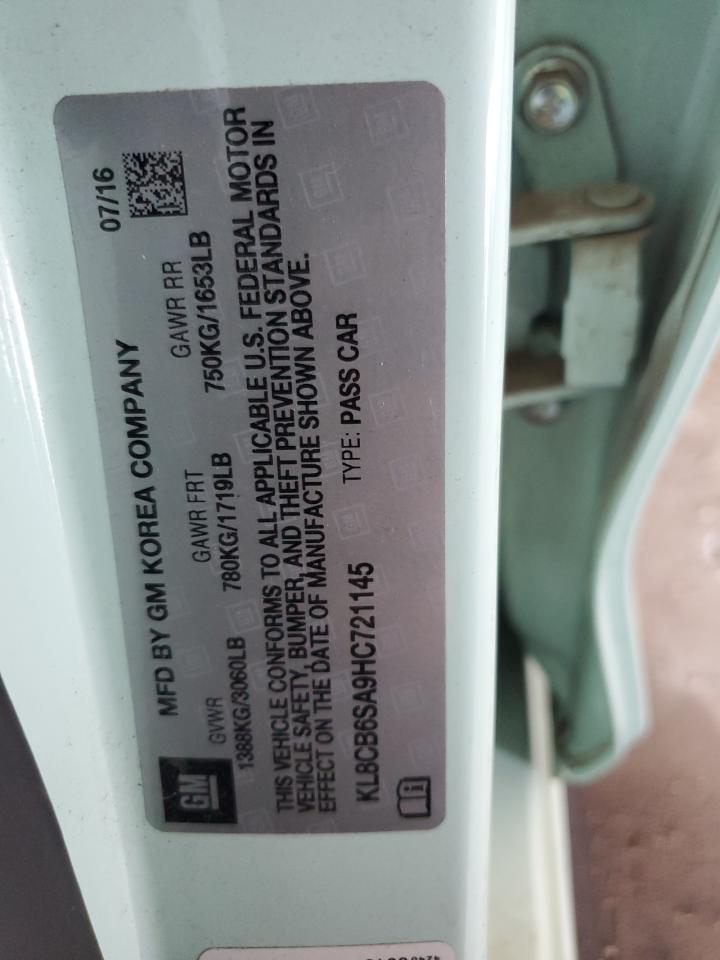 MFD BY GM KOREA COMPANY 07/16
GVWR GAWR FRT GAWR RR
1388KG/3060LB 780KG/1719LB 750KG/1653LB
THIS VEHICLE CONFORMS TO ALL APPLICABLE U.S. FEDERAL MOTOR
VEHICLE SAFETY, BUMPER, AND THEFT PREVENTION STANDARDS IN
EFFECT ON THE DATE OF MANUFACTURE SHOWN ABOVE.
KL8CB6SA9HC721145 TYPE: PASS CAR
GM